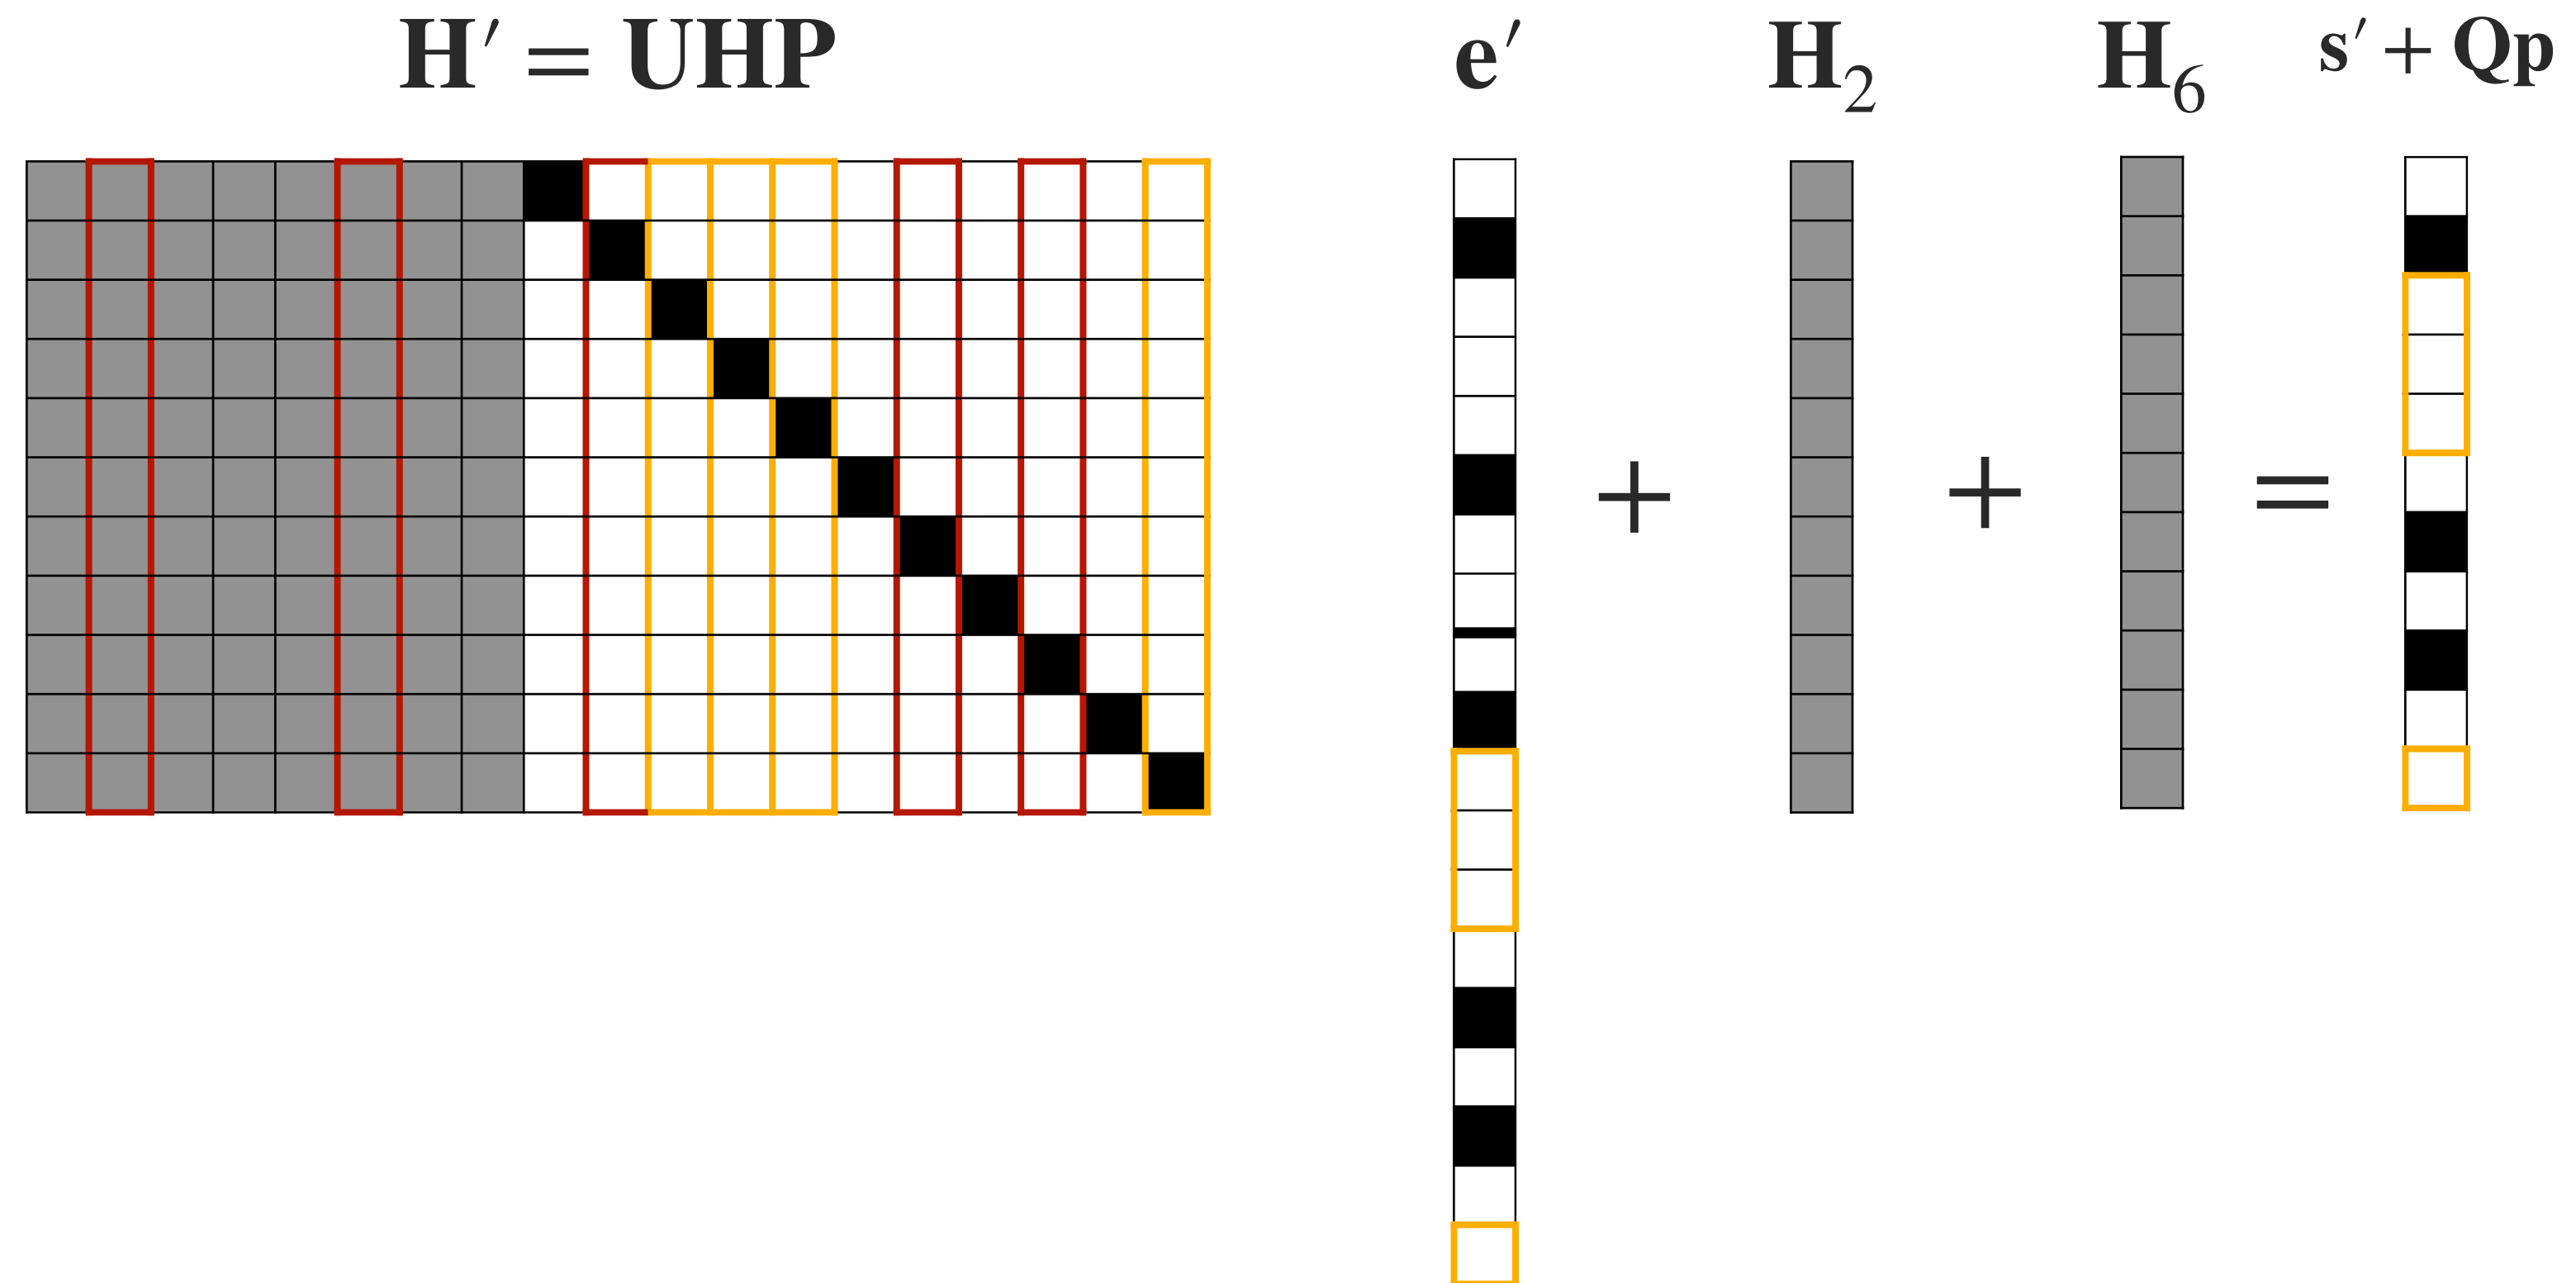 H′ = UHP e′ H₂ H₆ s′ + Qp
+ + =